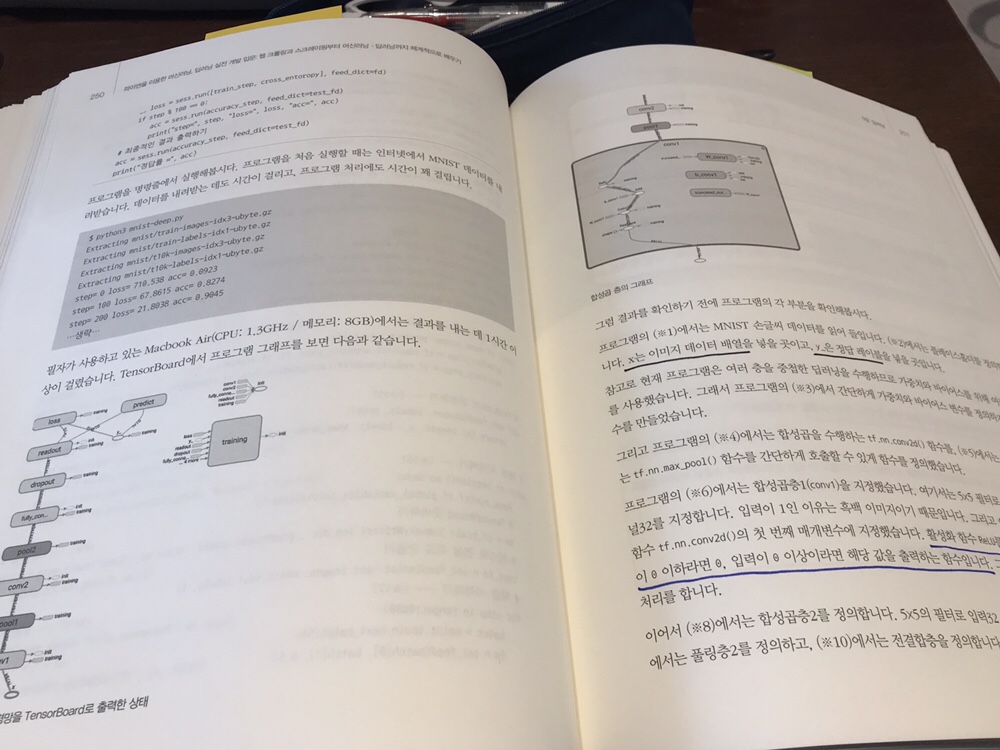 250
파이썬을 이용한 머신러닝, 딥러닝 실전 개발 입문: 웹 크롤링과 스크레이핑부터 머신러닝·딥러닝까지 체계적으로 배우기
_, loss = sess.run([train_step, cross_entoropy], feed_dict=fd)
if step % 100 == 0:
acc = sess.run(accuracy_step, feed_dict=test_fd)
print("step=", step, "loss=", loss, "acc=", acc)
# 최종적인 결과 출력하기
acc = sess.run(accuracy_step, feed_dict=test_fd)
print("정답률 =", acc)
프로그램을 명령줄에서 실행해봅시다. 프로그램을 처음 실행할 때는 인터넷에서 MNIST 데이터를 내
려받습니다. 데이터를 내려받는 데도 시간이 걸리고, 프로그램 처리에도 시간이 꽤 걸립니다.
$ python3 mnist-deep.py
Extracting mnist/train-images-idx3-ubyte.gz
Extracting mnist/train-labels-idx1-ubyte.gz
Extracting mnist/t10k-images-idx3-ubyte.gz
Extracting mnist/t10k-labels-idx1-ubyte.gz
step= 0 loss= 710.538 acc= 0.0923
step= 100 loss= 67.8615 acc= 0.8274
step= 200 loss= 21.8038 acc= 0.9045
…생략…
필자가 사용하고 있는 Macbook Air(CPU: 1.3GHz / 메모리: 8GB)에서는 결과를 내는 데 1시간 이
상이 걸렸습니다. TensorBoard에서 프로그램 그래프를 보면 다음과 같습니다.
loss
training
predict
training
readout
init
training
dropout
training
fully_con...
init
training
pool2
conv2
init
training
pool1
init
training
conv1
conv2
fully_conne...
readout
training
init
loss
readout
dropout
fully_conne...
training
init
TensorBoard로 출력한 상태
conv2
pool1
conv1
W_conv1
b_conv1
합성곱 층의 그래프
그럼 결과를 확인하기 전에 프로그램의 각 부분을 확인해봅시다.
프로그램의 (※1)에서는 MNIST 손글씨 데이터를 읽어 들입니다. (※2)에서는 플레이스홀더를 정의
니다. x는 이미지 데이터 배열을 넣을 곳이고, y_은 정답 레이블을 넣을 곳입니다.
참고로 현재 프로그램은 여러 층을 중첩한 딥러닝을 수행하므로 가중치와 바이어스를 위해
를 사용했습니다. 그래서 프로그램의 (※3)에서 간단하게 가중치와 바이어스 변수를 정의하
수를 만들었습니다.
그리고 프로그램의 (※4)에서는 합성곱을 수행하는 tf.nn.conv2d() 함수를, (※5)에서는
는 tf.nn.max_pool() 함수를 간단하게 호출할 수 있게 함수를 정의했습니다.
프로그램의 (※6)에서는 합성곱층1(conv1)을 지정했습니다. 여기서는 5x5 필터로
널32를 지정합니다. 입력이 1인 이유는 흑백 이미지이기 때문입니다. 그리고
함수 tf.nn.conv2d()의 첫 번째 매개변수에 지정했습니다. 활성화 함수 ReLU는
이 0 이하라면 0, 입력이 0 이상이라면 해당 값을 출력하는 함수입니다.
처리를 합니다.
이어서 (※8)에서는 합성곱층2를 정의합니다. 5x5의 필터로 입력32
에서는 풀링층2를 정의하고, (※10)에서는 전결합층을 정의합니다